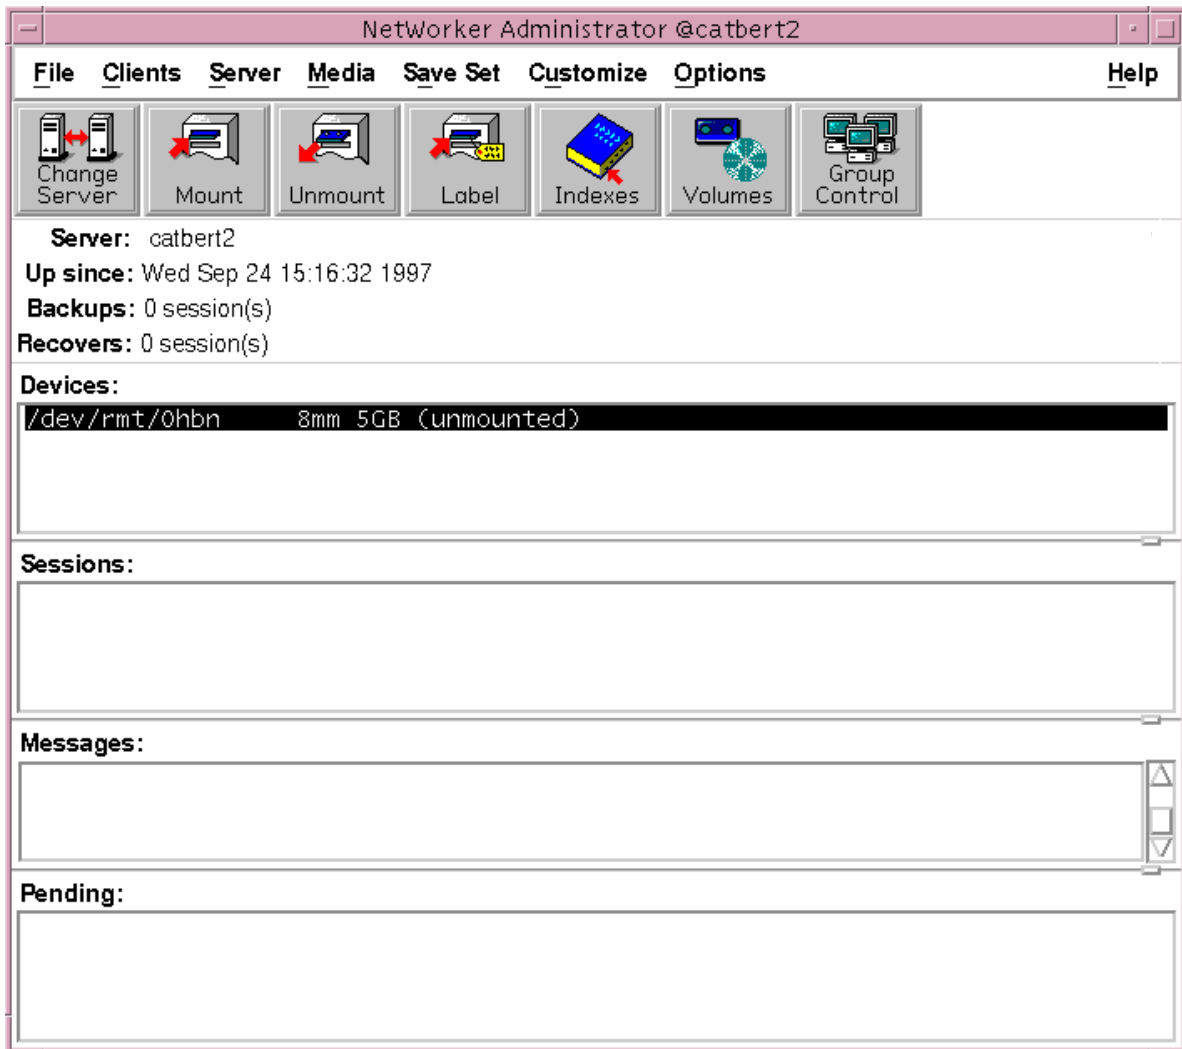 NetWorker Administrator @catbert2
File Clients Server Media Save Set Customize Options Help
Change Server
Mount
Unmount
Label
Indexes
Volumes
Group Control
Server: catbert2
Up since: Wed Sep 24 15:16:32 1997
Backups: 0 session(s)
Recovers: 0 session(s)
Devices:
/dev/rmt/0hbn 8mm 5GB (unmounted)
Sessions:
Messages:
Pending: